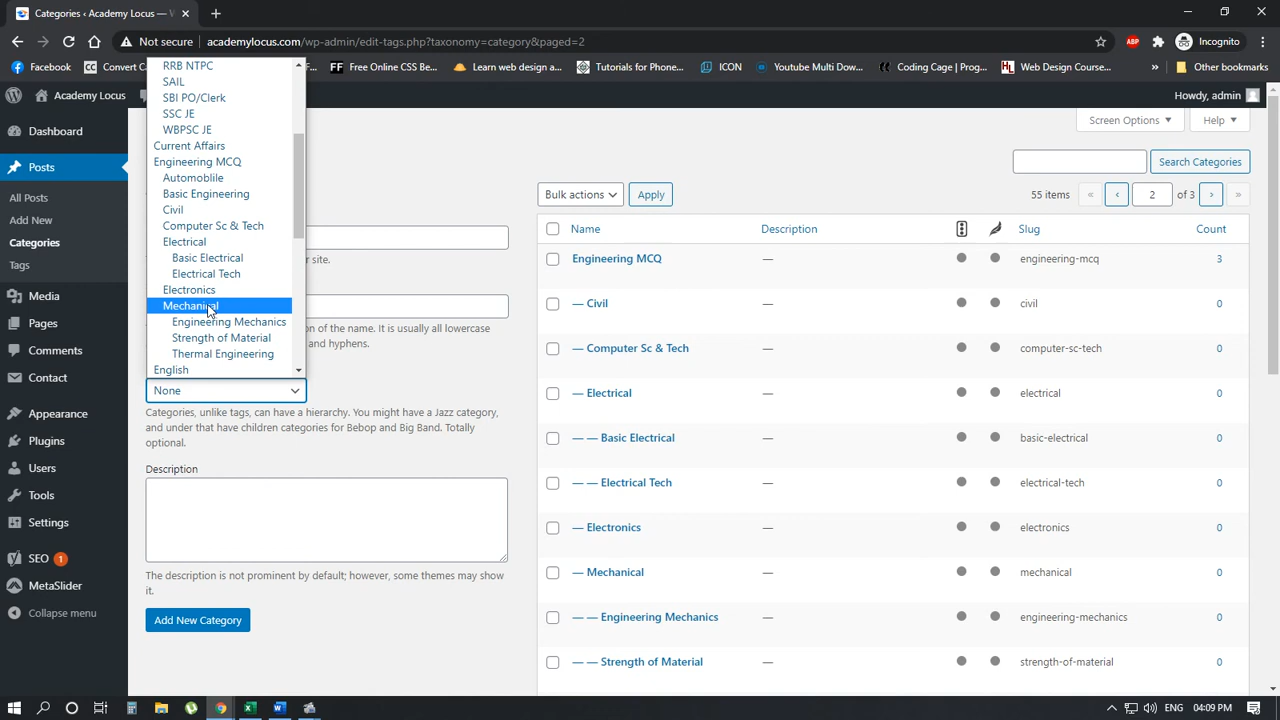 Categories ‹ Academy Locus — W
Not secure
academylocus.com/wp-admin/edit-tags.php?taxonomy=category&paged=2
ABP
Incognito
Facebook
Convert C
F...
Free Online CSS Be...
Learn web design a...
Tutorials for Phone...
ICON
Youtube Multi Dow...
Coding Cage | Prog...
Web Design Course...
»
Other bookmarks
Academy Locus
Howdy, admin
Dashboard
Posts
All Posts
Add New
Categories
Tags
Media
Pages
Comments
Contact
Appearance
Plugins
Users
Tools
Settings
SEO 1
MetaSlider
Collapse menu
RRB NTPC
SAIL
SBI PO/Clerk
SSC JE
WBPSC JE
Current Affairs
Engineering MCQ
Automoblile
Basic Engineering
Civil
Computer Sc & Tech
Electrical
Basic Electrical
Electrical Tech
Electronics
Mechanical
Engineering Mechanics
Strength of Material
Thermal Engineering
English
r site.
on of the name. It is usually all lowercase
and hyphens.
None
Categories, unlike tags, can have a hierarchy. You might have a Jazz category,
and under that have children categories for Bebop and Big Band. Totally
optional.
Description
The description is not prominent by default; however, some themes may show
it.
Add New Category
Screen Options
Help
Search Categories
Bulk actions
Apply
55 items
«
‹
2
of 3
›
»
Name Description Slug Count
Engineering MCQ — engineering-mcq 3
— Civil — civil 0
— Computer Sc & Tech — computer-sc-tech 0
— Electrical — electrical 0
— — Basic Electrical — basic-electrical 0
— — Electrical Tech — electrical-tech 0
— Electronics — electronics 0
— Mechanical — mechanical 0
— — Engineering Mechanics — engineering-mechanics 0
— — Strength of Material — strength-of-material 0
ENG
04:09 PM